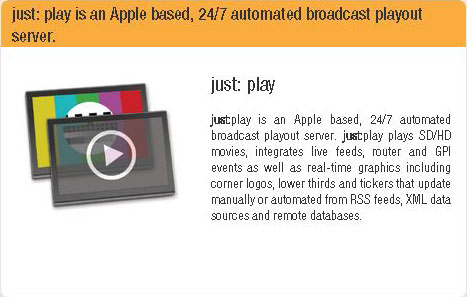 just: play is an Apple based, 24/7 automated broadcast playout
server.
just: play
just:play is an Apple based, 24/7 automated
broadcast playout server. just:play plays SD/HD
movies, integrates live feeds, router and GPI
events as well as real-time graphics including
corner logos, lower thirds and tickers that update
manually or automated from RSS feeds, XML data
sources and remote databases.